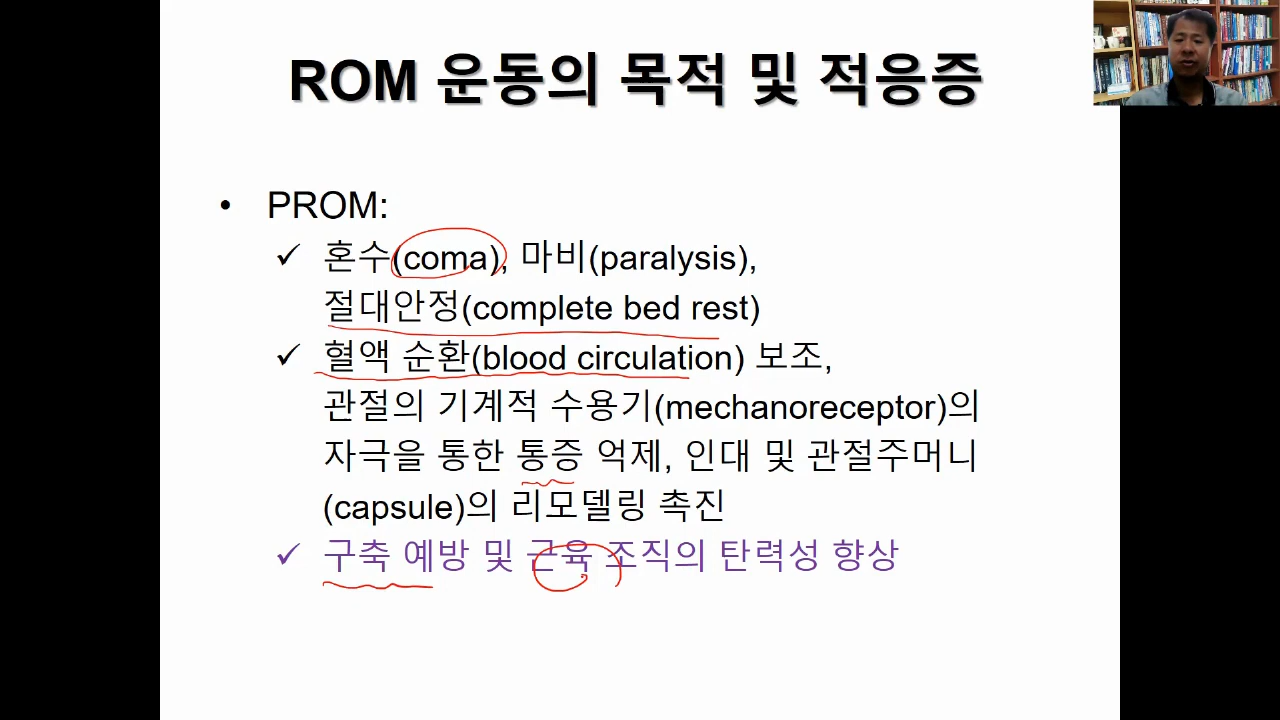 ROM 운동의 목적 및 적응증
• PROM:
✓ 혼수(coma), 마비(paralysis),
절대안정(complete bed rest)
✓ 혈액 순환(blood circulation) 보조,
관절의 기계적 수용기(mechanoreceptor)의
자극을 통한 통증 억제, 인대 및 관절주머니
(capsule)의 리모델링 촉진
✓ 구축 예방 및 근육 조직의 탄력성 향상